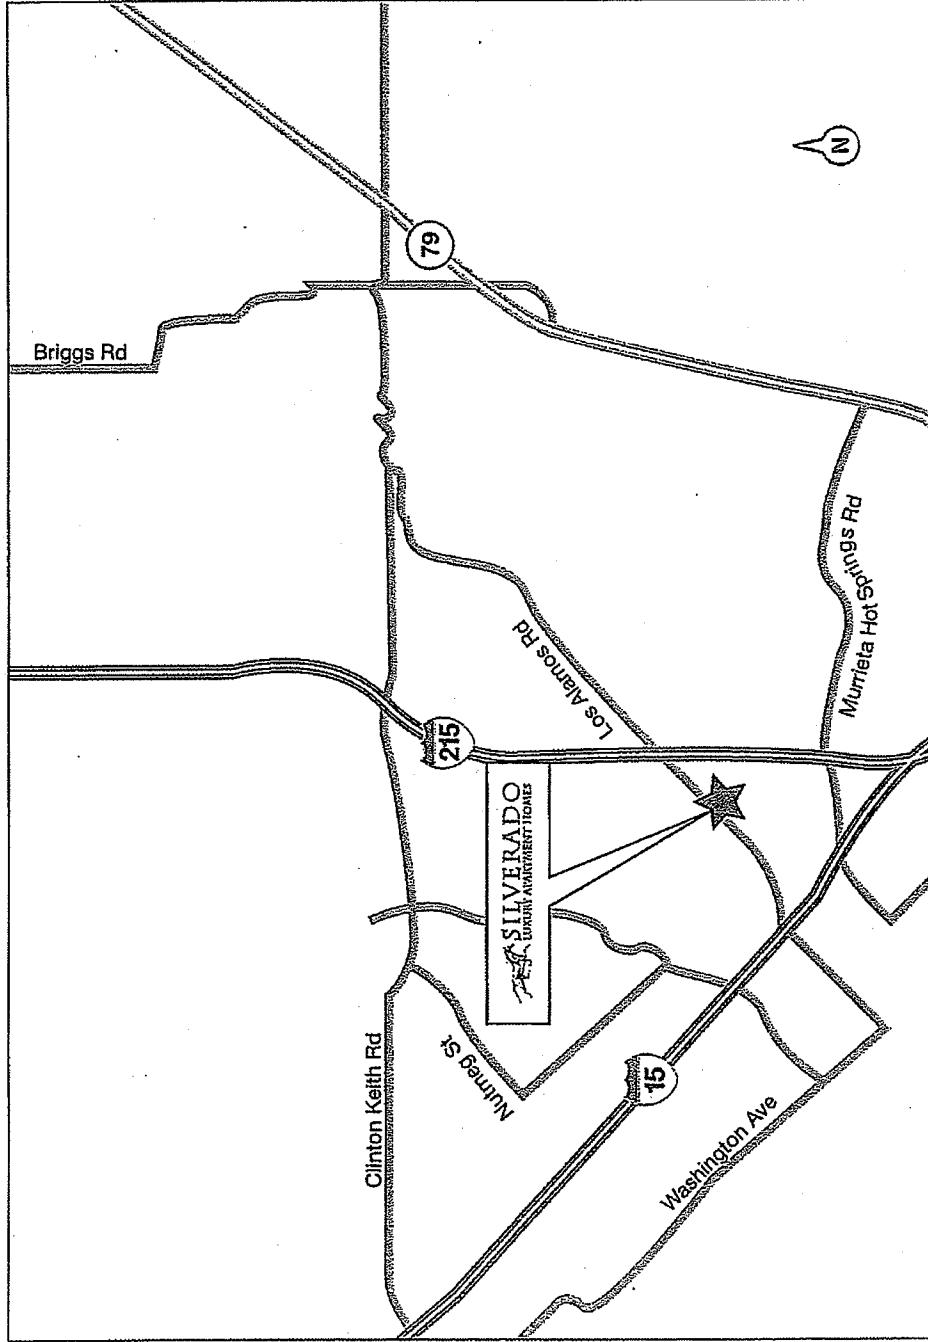 Briggs Rd
79
N
Clinton Keith Rd
215
Los Alamos Rd
Murrieta Hot Springs Rd
SILVERADO
LUXURY APARTMENT HOMES
Nutmeg St
15
Washington Ave